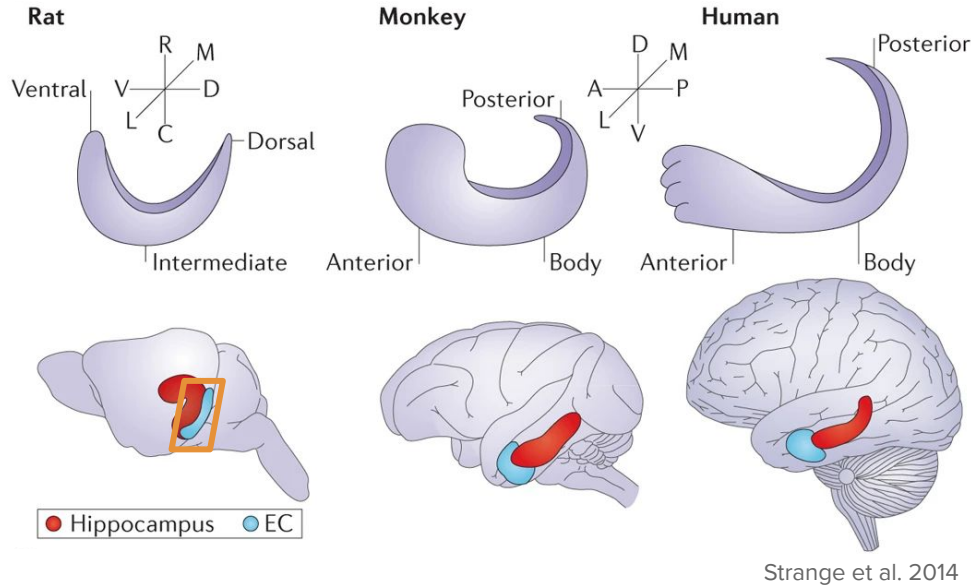 Rat
Monkey
Human
R
M
V
D
L
C
Ventral
Dorsal
Intermediate
D
M
A
P
L
V
Posterior
Anterior
Body
Posterior
Anterior
Body
Hippocampus
EC
Strange et al. 2014